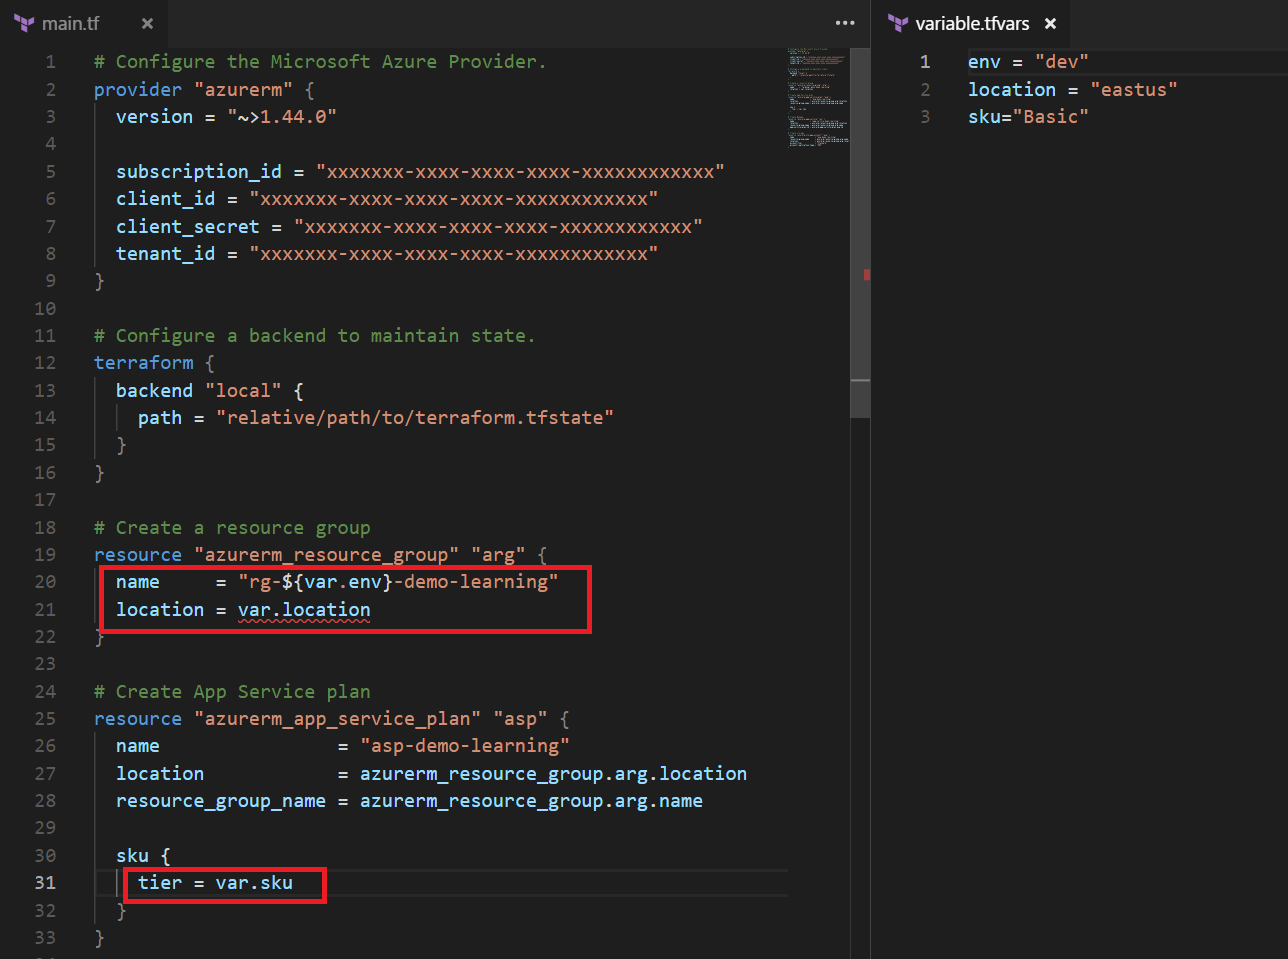 main.tf
1 # Configure the Microsoft Azure Provider.
2 provider "azurerm" {
3 version = "~>1.44.0"
4
5 subscription_id = "xxxxxxx-xxxx-xxxx-xxxx-xxxxxxxxxxxx"
6 client_id = "xxxxxxx-xxxx-xxxx-xxxx-xxxxxxxxxxxx"
7 client_secret = "xxxxxxx-xxxx-xxxx-xxxx-xxxxxxxxxxxx"
8 tenant_id = "xxxxxxx-xxxx-xxxx-xxxx-xxxxxxxxxxxx"
9 }
10
11 # Configure a backend to maintain state.
12 terraform {
13 backend "local" {
14 path = "relative/path/to/terraform.tfstate"
15 }
16 }
17
18 # Create a resource group
19 resource "azurerm_resource_group" "arg" {
20 name = "rg-${var.env}-demo-learning"
21 location = var.location
22 }
23
24 # Create App Service plan
25 resource "azurerm_app_service_plan" "asp" {
26 name = "asp-demo-learning"
27 location = azurerm_resource_group.arg.location
28 resource_group_name = azurerm_resource_group.arg.name
29
30 sku {
31 tier = var.sku
32 }
33 }
variable.tfvars
1 env = "dev"
2 location = "eastus"
3 sku="Basic"